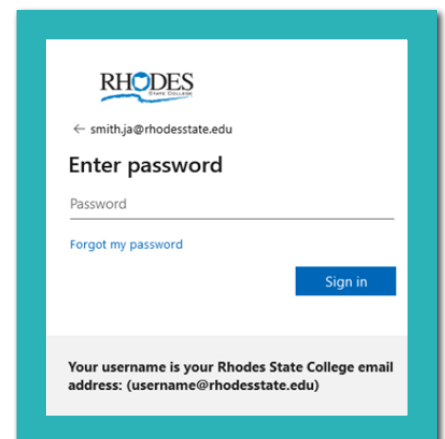 RHODES
STATE COLLEGE
← smith.ja@rhodesstate.edu
Enter password
Password
Forgot my password
Sign in
Your username is your Rhodes State College email
address: (username@rhodesstate.edu)